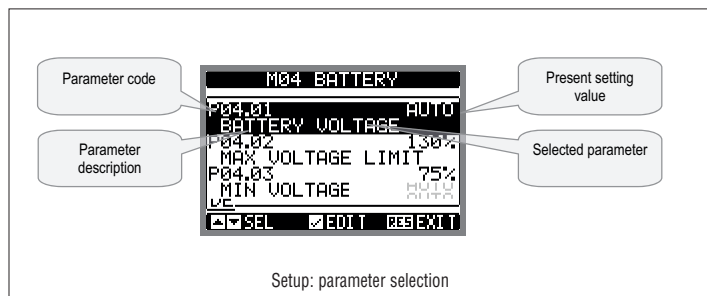 Parameter code
Parameter description
Present setting value
Selected parameter
M04 BATTERY
P04.01 AUTO
BATTERY VOLTAGE
P04.02 130%
MAX VOLTAGE LIMIT
P04.03 75%
MIN VOLTAGE
SEL EDIT RES EXIT
Setup: parameter selection